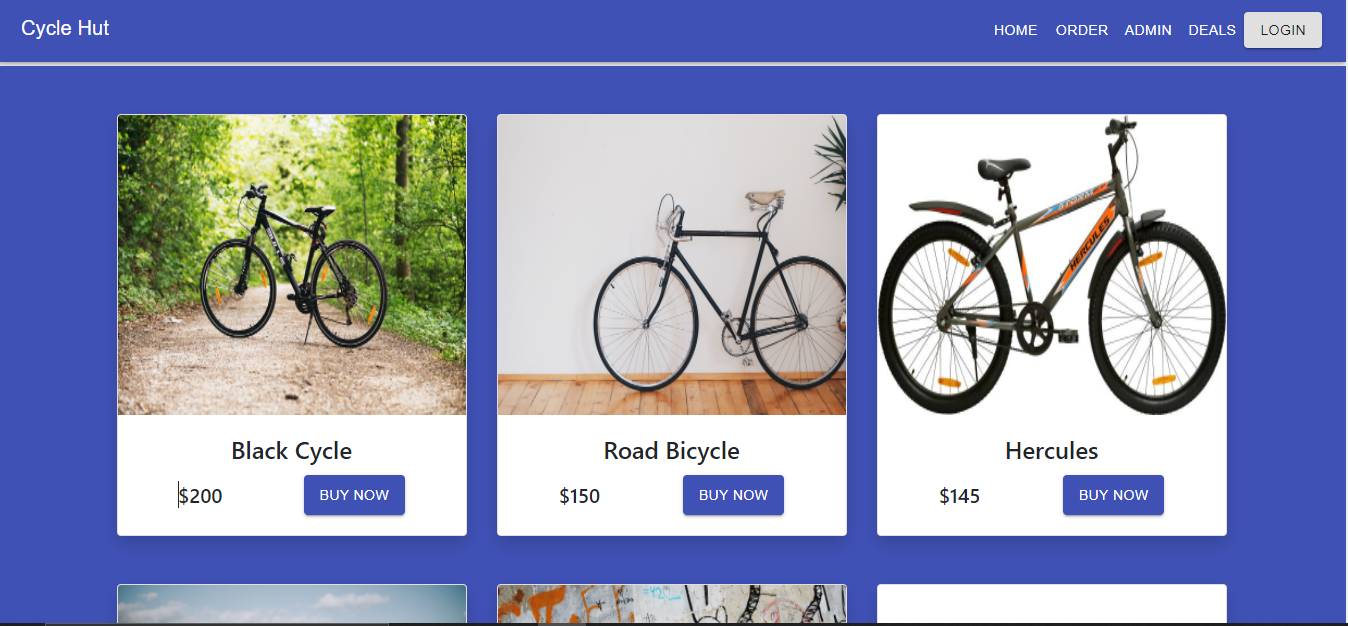 Cycle Hut
HOME ORDER ADMIN DEALS LOGIN
HERCULES
Black Cycle
Road Bicycle
Hercules
$200 BUY NOW
$150 BUY NOW
$145 BUY NOW